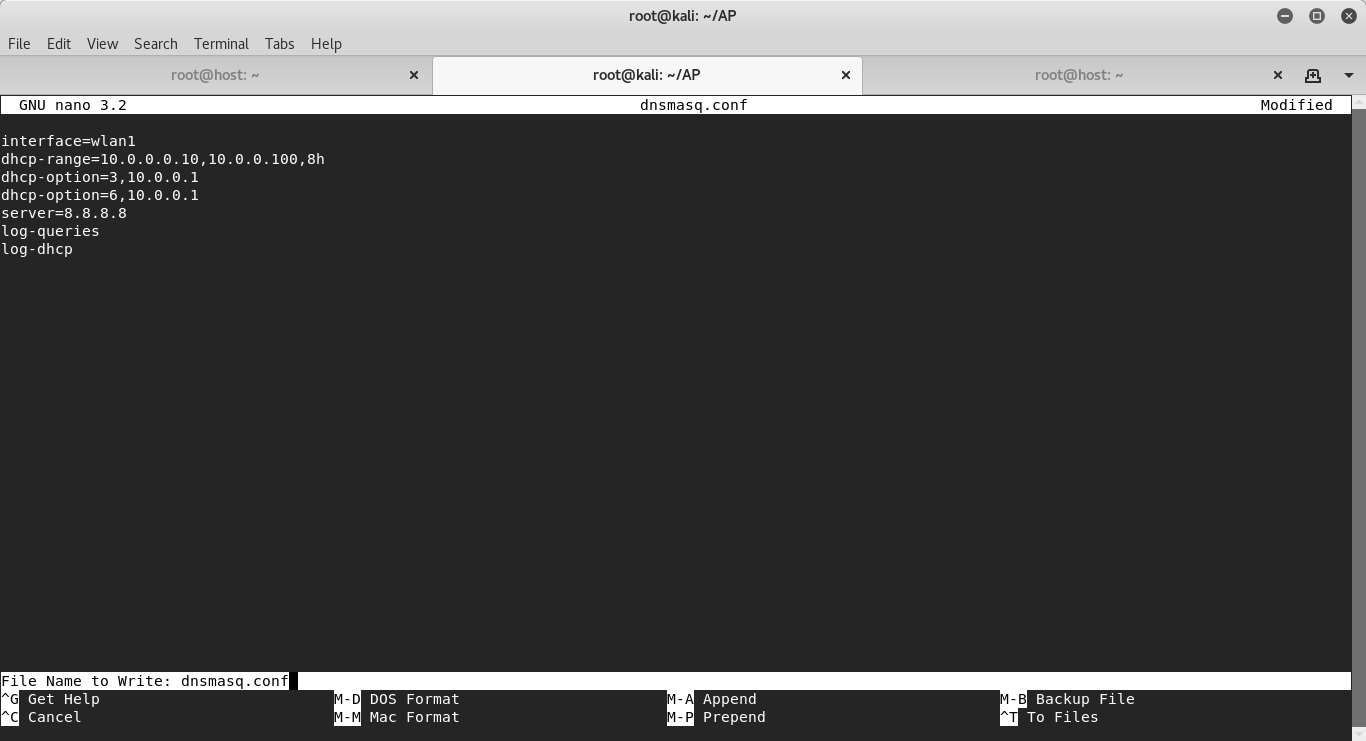 root@kali: ~/AP
File Edit View Search Terminal Tabs Help
root@host: ~ root@kali: ~/AP root@host: ~
GNU nano 3.2 dnsmasq.conf Modified
interface=wlan1
dhcp-range=10.0.0.0.10,10.0.0.100,8h
dhcp-option=3,10.0.0.1
dhcp-option=6,10.0.0.1
server=8.8.8.8
log-queries
log-dhcp
File Name to Write: dnsmasq.conf
^G Get Help M-D DOS Format M-A Append M-B Backup File
^C Cancel M-M Mac Format M-P Prepend ^T To Files